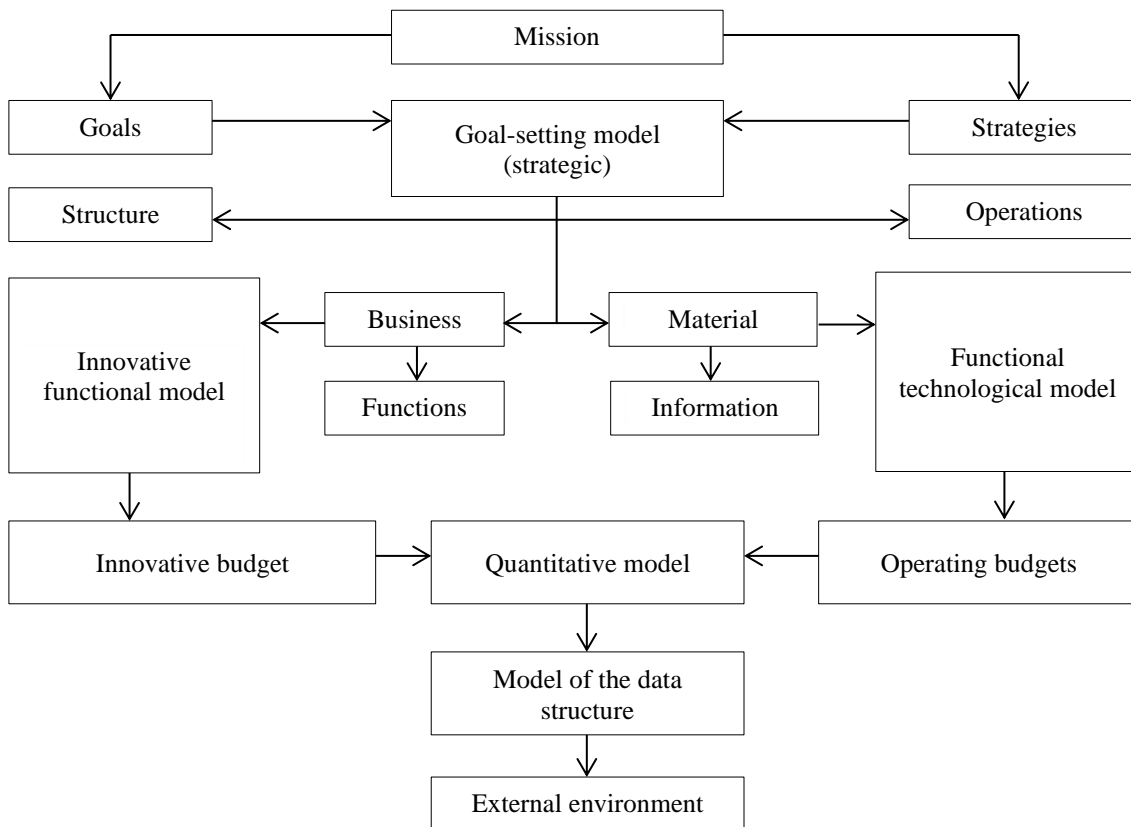 Mission
Goals
Goal-setting model
(strategic)
Strategies
Structure
Operations
Innovative
functional model
Business
Material
Functional
technological model
Functions
Information
Innovative budget
Quantitative model
Operating budgets
Model of the data
structure
External environment